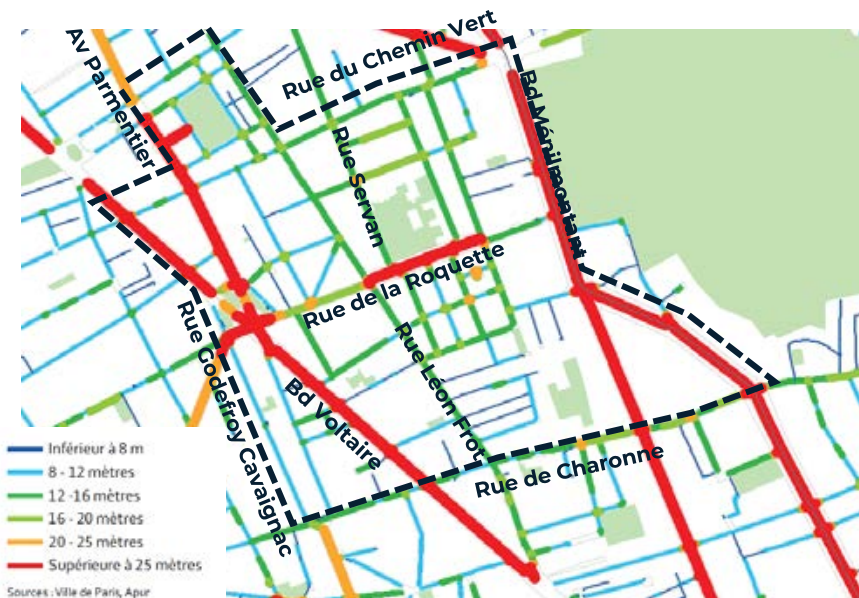 Av Parmentier
Rue du Chemin Vert
Bd Ménilmontant
Rue Servan
Rue de la Roquette
Rue Godefroy Cavaignac
Rue Léon Frot
Bd Voltaire
Rue de Charonne
Inférieur à 8 m
8 - 12 mètres
12 -16 mètres
16 - 20 mètres
20 - 25 mètres
Supérieure à 25 mètres
Sources : Ville de Paris, Apur